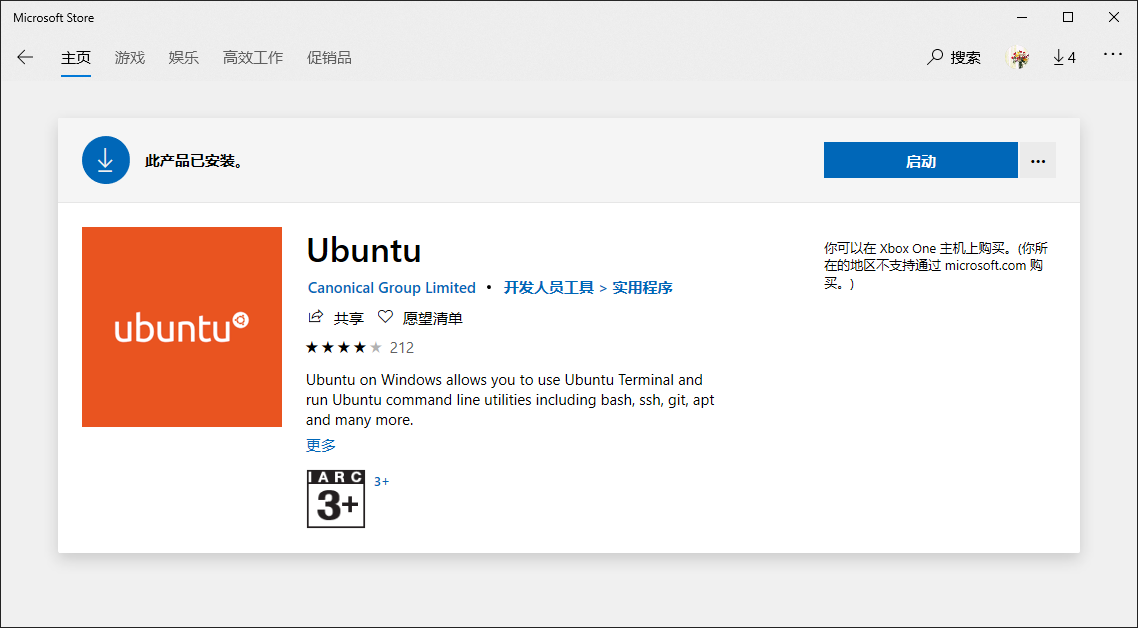 Microsoft Store
主页 游戏 娱乐 高效工作 促销品 搜索 4
此产品已安装。 启动
ubuntu
Ubuntu
Canonical Group Limited • 开发人员工具 > 实用程序
共享 愿望清单
212
Ubuntu on Windows allows you to use Ubuntu Terminal and
run Ubuntu command line utilities including bash, ssh, git, apt
and many more.
更多
IARC
3+
3+
你可以在 Xbox One 主机上购买。(你所
在的地区不支持通过 microsoft.com 购
买。)